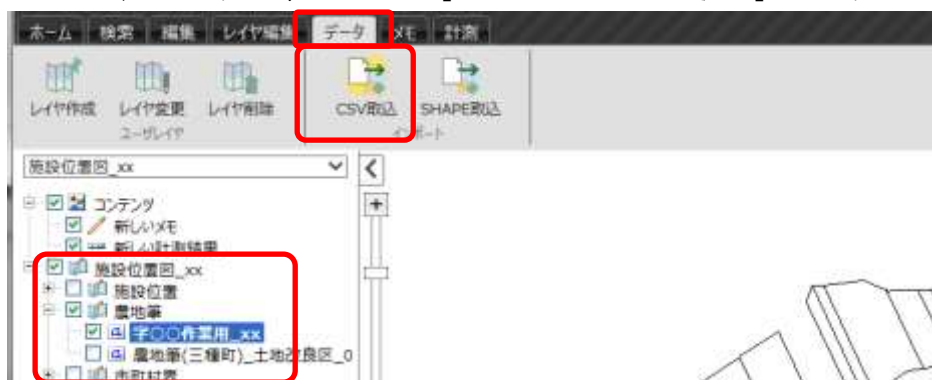 ホーム 検索 編集 レイヤ編集 データ メモ 計測
レイヤ作成 レイヤ変更 レイヤ削除 CSV取込 SHAPE取込
ユーザレイヤ インポート
施設位置図_xx
コンテンツ
新しいメモ
新しい計測結果
施設位置図_xx
施設位置
農地筆
字〇〇作業用_xx
農地筆(三種町)_土地改良区_0
市町村界